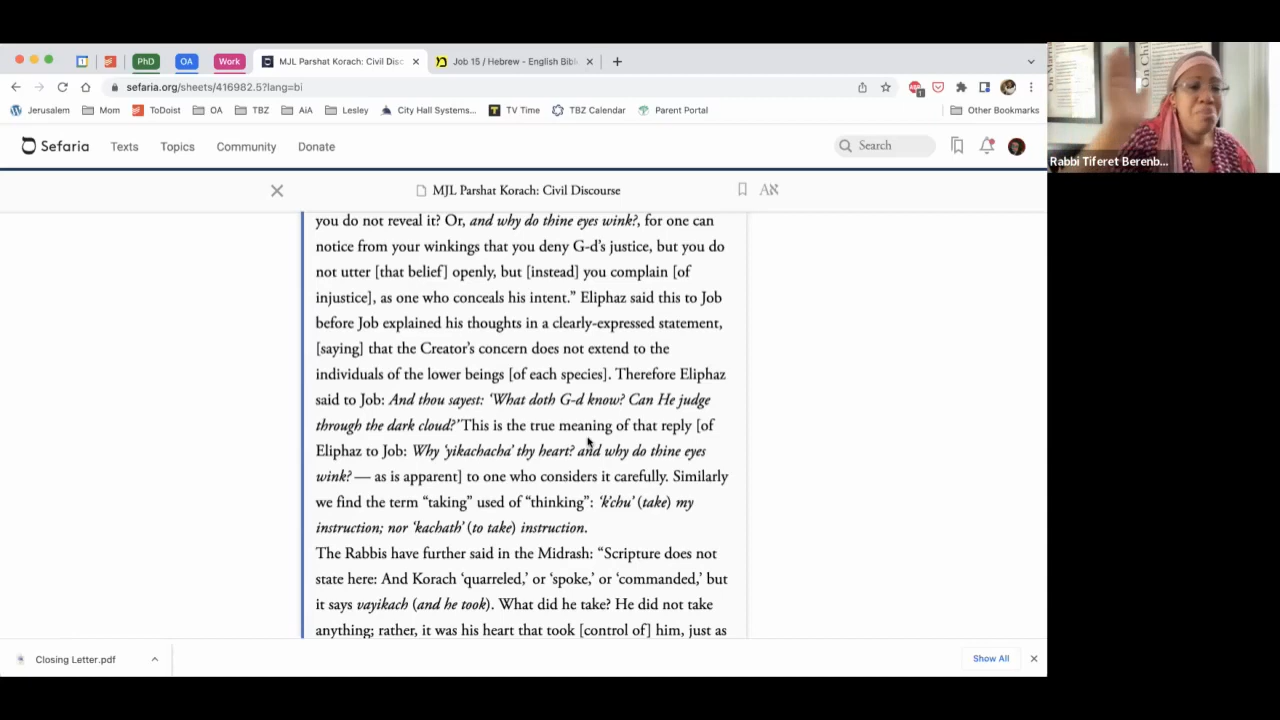 PhD
OA
Work
MJL Parshat Korach: Civil Disc
Job 15 / Hebrew - English Bibl
sefaria.org/sheets/416982.5?lang=bi
Jerusalem
Mom
ToDoist
OA
TBZ
AiA
Lesley
City Hall Systems...
TV Time
TBZ Calendar
Parent Portal
Other Bookmarks
Sefaria
Texts
Topics
Community
Donate
Search
MJL Parshat Korach: Civil Discourse
Aא
you do not reveal it? Or, and why do thine eyes wink?, for one can
notice from your winkings that you deny G-d’s justice, but you do
not utter [that belief] openly, but [instead] you complain [of
injustice], as one who conceals his intent.” Eliphaz said this to Job
before Job explained his thoughts in a clearly-expressed statement,
[saying] that the Creator’s concern does not extend to the
individuals of the lower beings [of each species]. Therefore Eliphaz
said to Job: And thou sayest: ‘What doth G-d know? Can He judge
through the dark cloud?’ This is the true meaning of that reply [of
Eliphaz to Job: Why ‘yikachacha’ thy heart? and why do thine eyes
wink? — as is apparent] to one who considers it carefully. Similarly
we find the term “taking” used of “thinking”: ‘k’chu’ (take) my
instruction; nor ‘kachath’ (to take) instruction.
The Rabbis have further said in the Midrash: “Scripture does not
state here: And Korach ‘quarreled,’ or ‘spoke,’ or ‘commanded,’ but
it says vayikach (and he took). What did he take? He did not take
anything; rather, it was his heart that took [control of] him, just as
Closing Letter.pdf
Show All
Rabbi Tiferet Berenb...